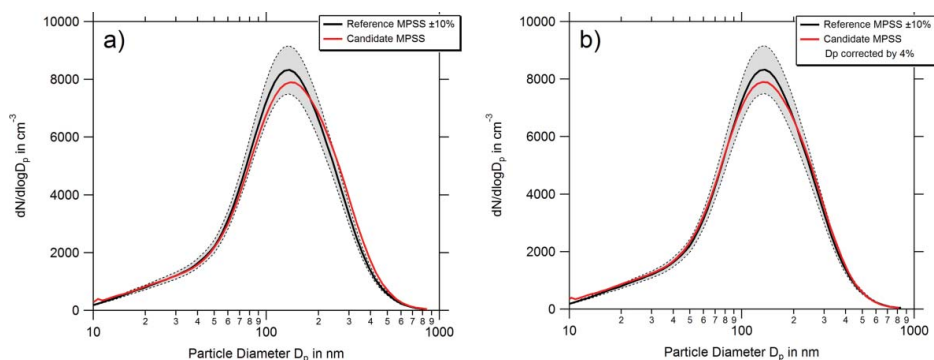 a)
Reference MPSS ±10%
Candidate MPSS
10000
8000
6000
4000
2000
0
dN/dlogDp in cm-3
10 2 3 4 5 6 7 8 9 100 2 3 4 5 6 7 8 9 1000
Particle Diameter Dp in nm
b)
Reference MPSS ±10%
Candidate MPSS
Dp corrected by 4%
10000
8000
6000
4000
2000
0
dN/dlogDp in cm-3
10 2 3 4 5 6 7 8 9 100 2 3 4 5 6 7 8 9 1000
Particle Diameter Dp in nm